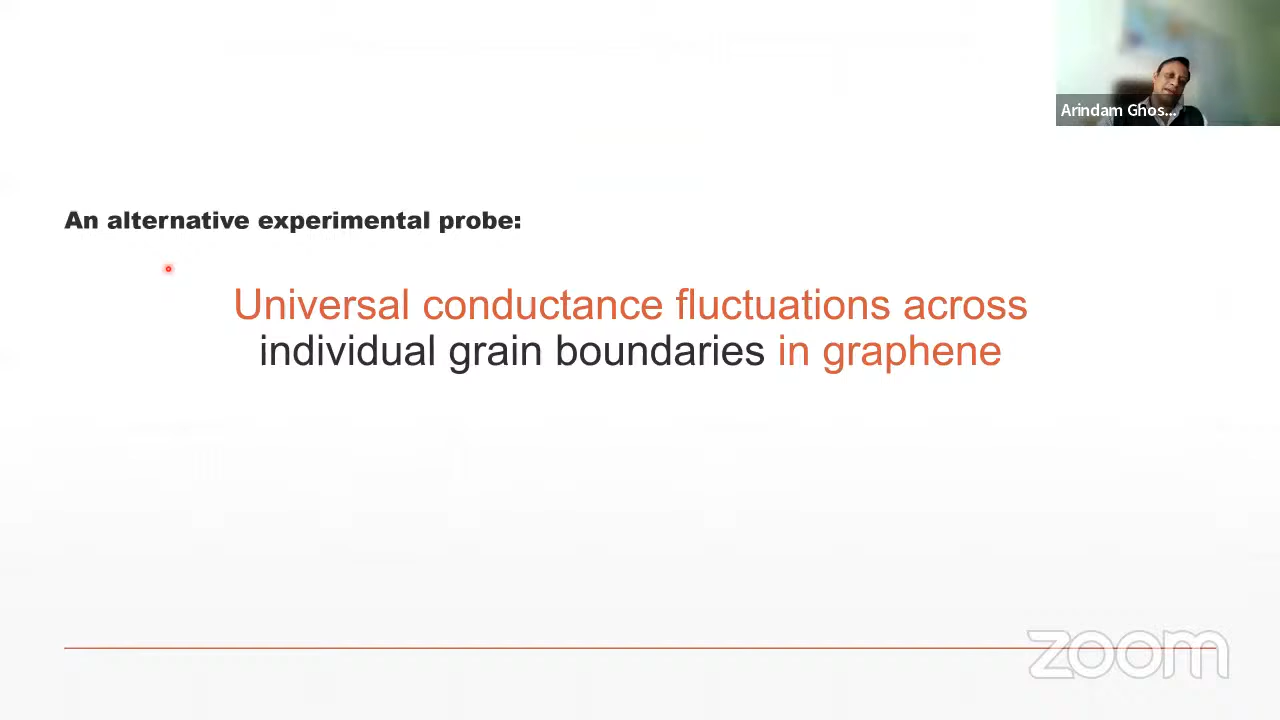 Arindam Ghos...
An alternative experimental probe:
Universal conductance fluctuations across
individual grain boundaries in graphene
zoom